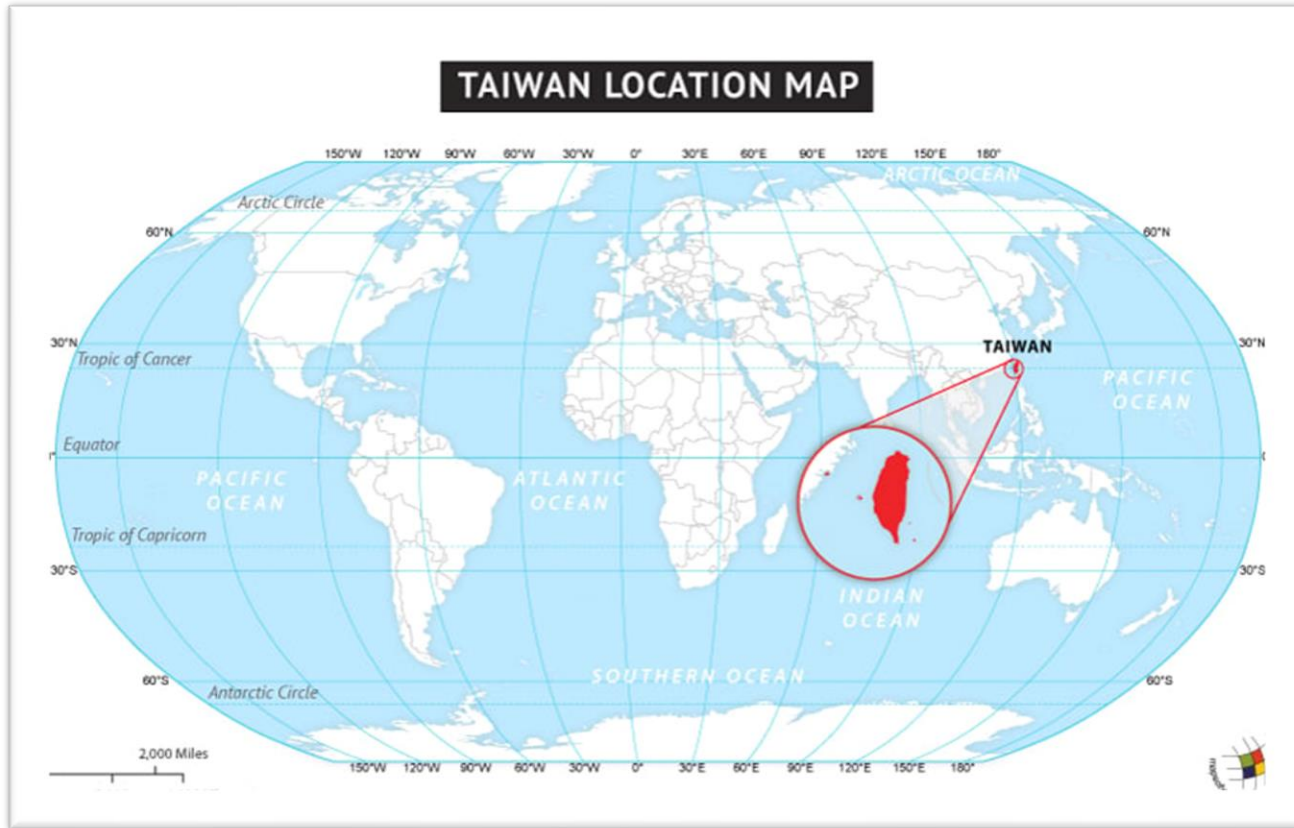 TAIWAN LOCATION MAP
150°W 120°W 90°W 60°W 30°W 0° 30°E 60°E 90°E 120°E 150°E 180°
ARCTIC OCEAN
Arctic Circle
60°N 60°N
30°N 30°N
TAIWAN
Tropic of Cancer
PACIFIC
OCEAN
Equator
PACIFIC
OCEAN
ATLANTIC
OCEAN
Tropic of Capricorn
30°S 30°S
INDIAN
OCEAN
SOUTHERN OCEAN
60°S 60°S
Antarctic Circle
2,000 Miles
150°W 120°W 90°W 60°W 30°W 0° 30°E 60°E 90°E 120°E 150°E 180°